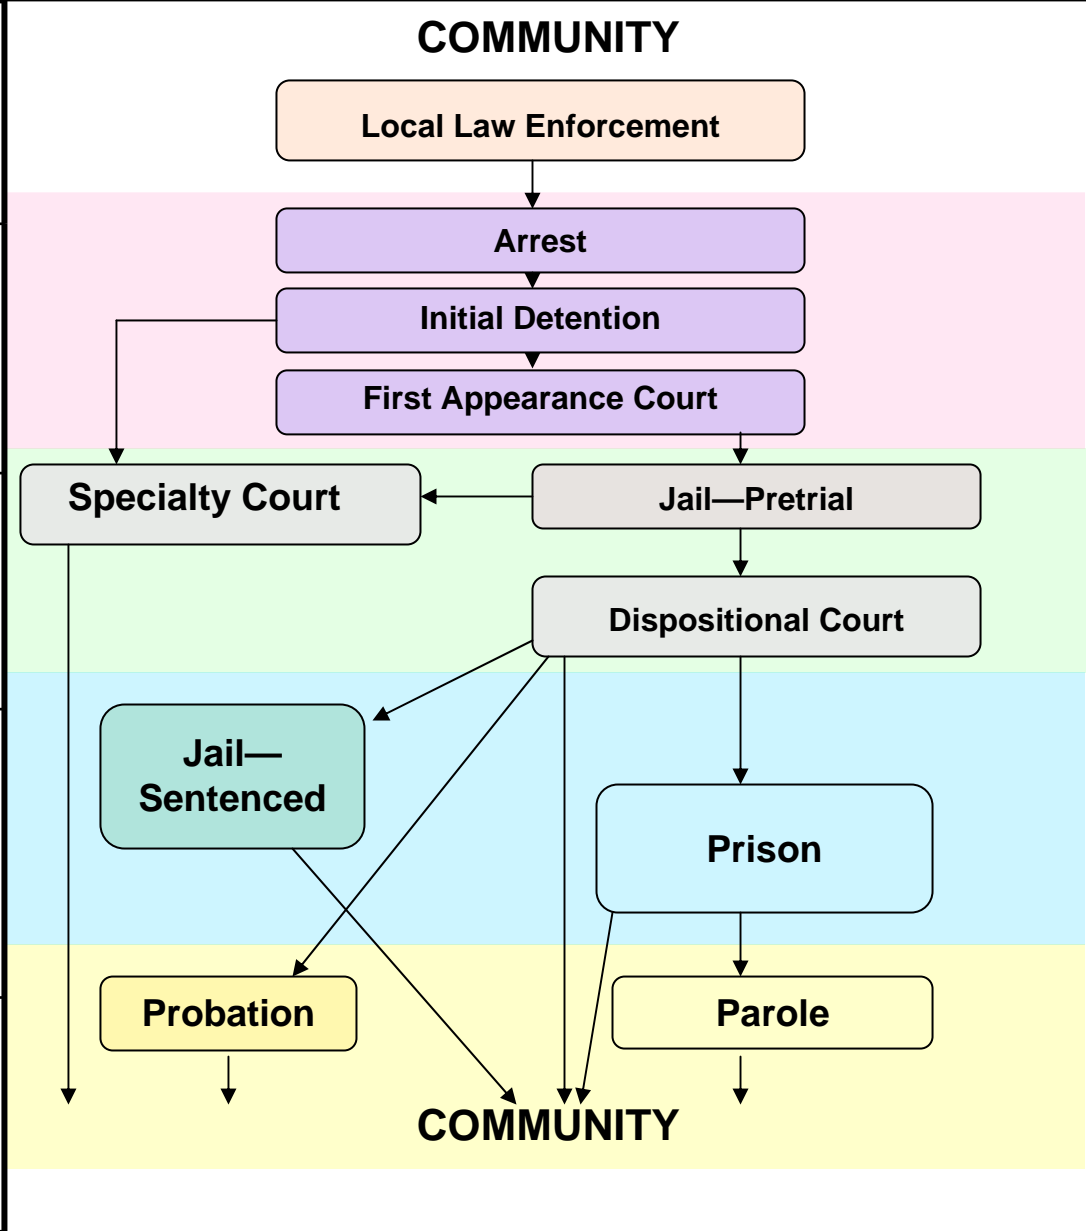 COMMUNITY
Local Law Enforcement
Arrest
Initial Detention
First Appearance Court
Specialty Court
Jail—Pretrial
Dispositional Court
Jail—
Sentenced
Prison
Probation
Parole
COMMUNITY